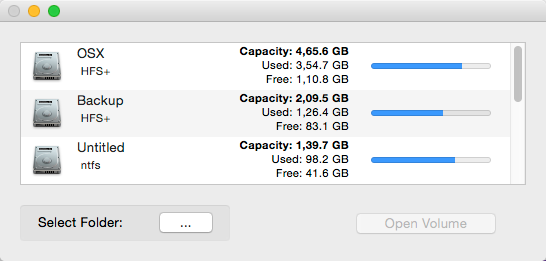 OSX
HFS+
Capacity: 4,65.6 GB
Used: 3,54.7 GB
Free: 1,10.8 GB
Backup
HFS+
Capacity: 2,09.5 GB
Used: 1,26.4 GB
Free: 83.1 GB
Untitled
ntfs
Capacity: 1,39.7 GB
Used: 98.2 GB
Free: 41.6 GB
Select Folder:
...
Open Volume